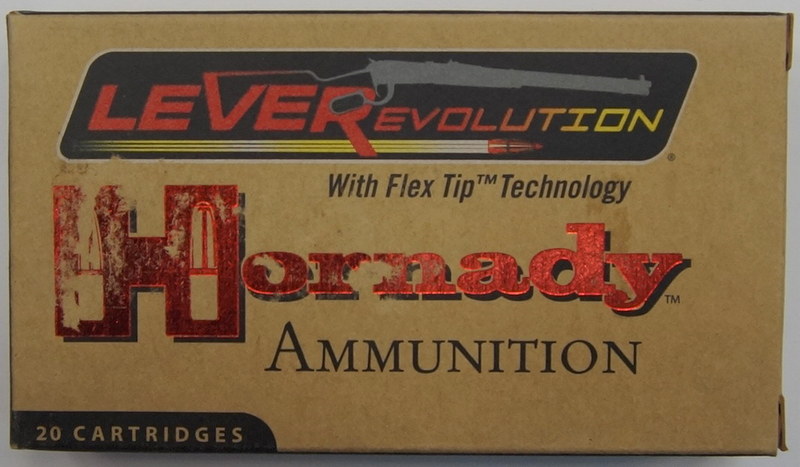 LEVEREVOLUTION
®
With Flex Tip™ Technology
Hornady™
AMMUNITION
20 CARTRIDGES